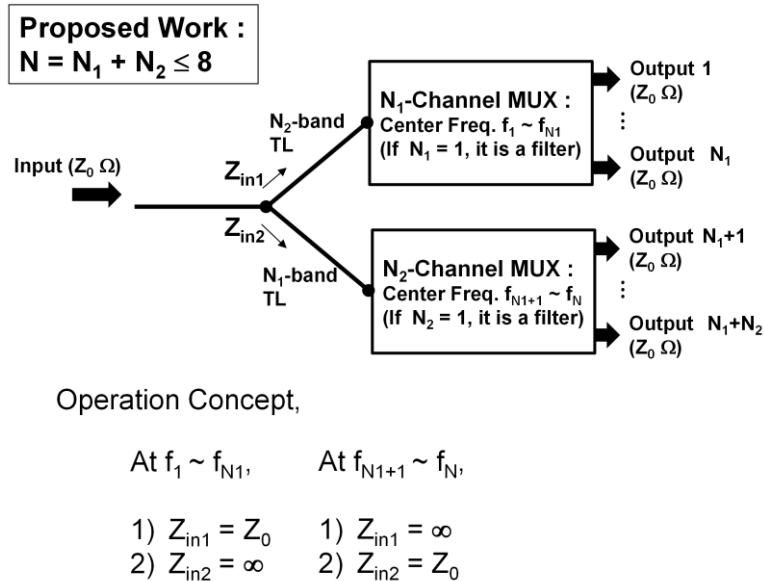 Proposed Work :
N = N₁ + N₂ ≤ 8
Input (Z₀ Ω)
N₂-band
TL
Z_in1
Z_in2
N₁-band
TL
N₁-Channel MUX :
Center Freq. f₁ ~ f_N1
(If N₁ = 1, it is a filter)
Output 1
(Z₀ Ω)
⋮
Output N₁
(Z₀ Ω)
N₂-Channel MUX :
Center Freq. f_N1+1 ~ f_N
(If N₂ = 1, it is a filter)
Output N₁+1
(Z₀ Ω)
⋮
Output N₁+N₂
(Z₀ Ω)
Operation Concept,
At f₁ ~ f_N1, At f_N1+1 ~ f_N,
1) Z_in1 = Z₀ 1) Z_in1 = ∞
2) Z_in2 = ∞ 2) Z_in2 = Z₀